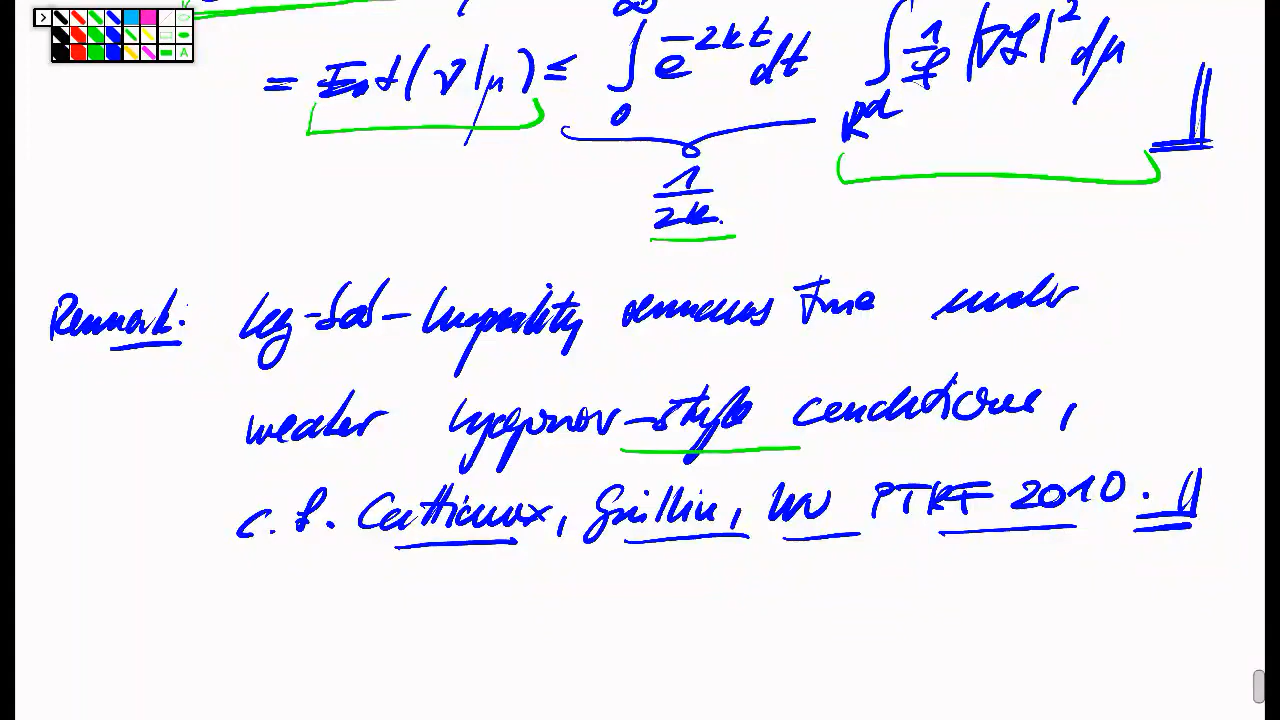 = Ent(ν|μ) ≤ ∫₀^∞ e^{-2kt} dt ∫_{R^d} 1/f |∇f|² dμ
1/2k
Remark: log-Sob-Inequality remains true under
weaker Lyapunov-style conditions,
c.f. Cattiaux, Guillin, Wu PTRF 2010.